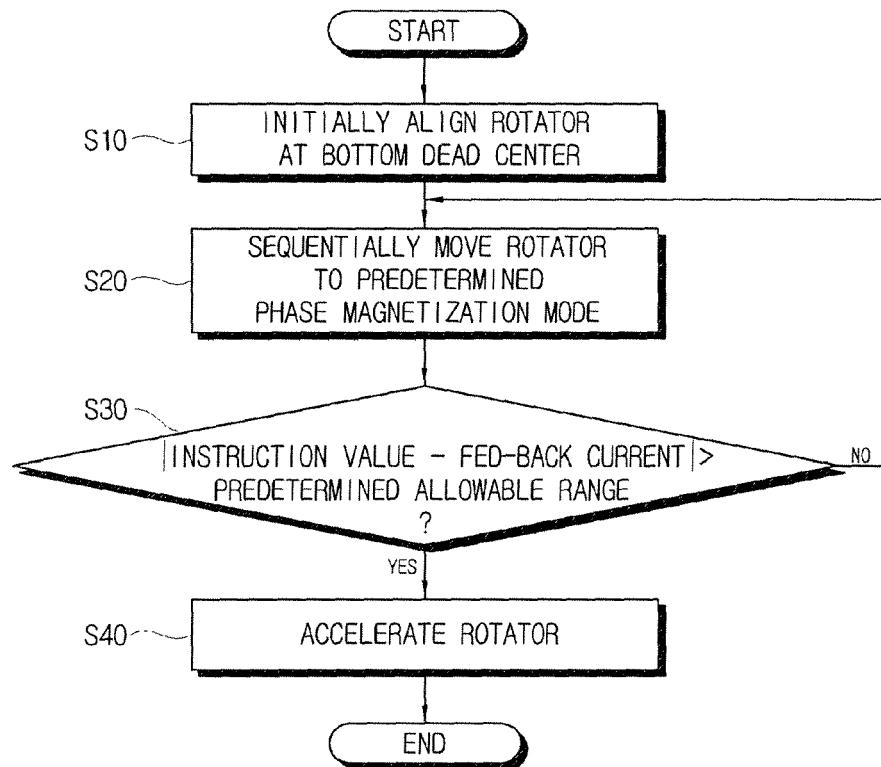 START
S10
INITIALLY ALIGN ROTATOR
AT BOTTOM DEAD CENTER
S20
SEQUENTIALLY MOVE ROTATOR
TO PREDETERMINED
PHASE MAGNETIZATION MODE
S30
|INSTRUCTION VALUE - FED-BACK CURRENT|>
PREDETERMINED ALLOWABLE RANGE
?
NO
YES
S40
ACCELERATE ROTATOR
END